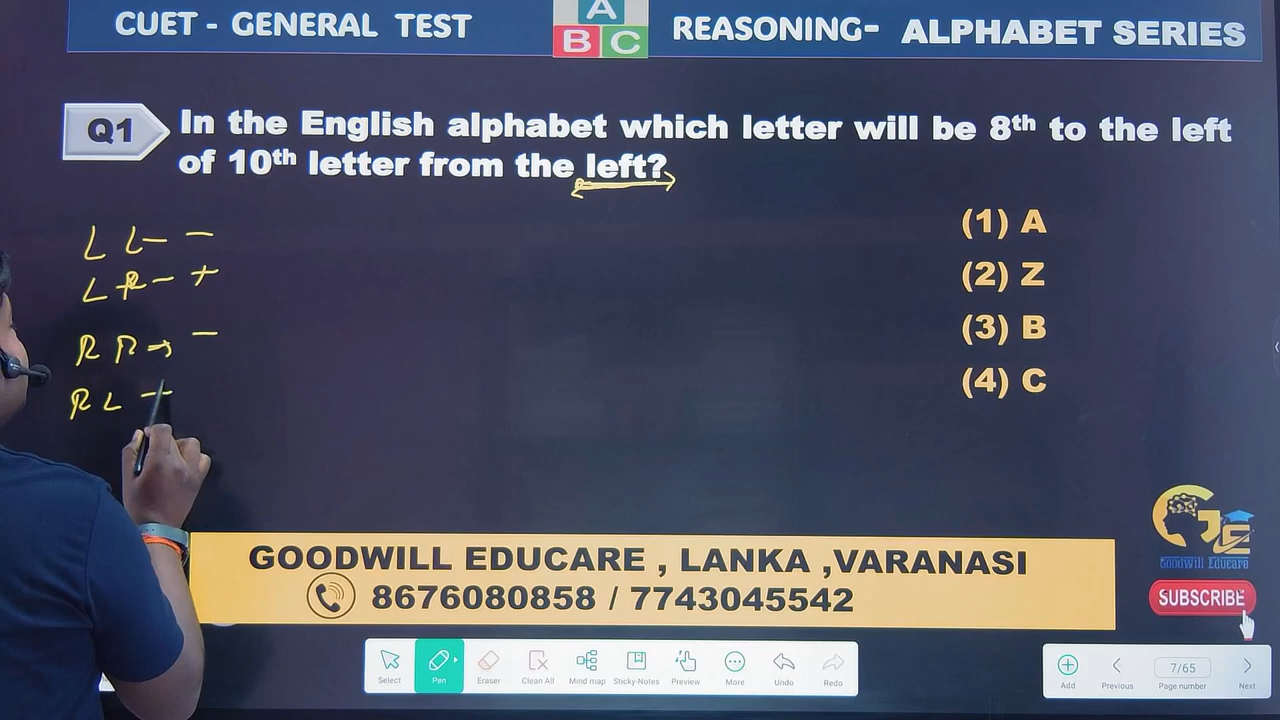 CUET - GENERAL TEST
A
B C
REASONING- ALPHABET SERIES
Q1 In the English alphabet which letter will be 8th to the left
of 10th letter from the left?
L L - -
L R - +
R R → -
R L -
(1) A
(2) Z
(3) B
(4) C
GOODWILL EDUCARE , LANKA ,VARANASI
8676080858 / 7743045542
GE
Goodwill Educare
SUBSCRIBE
Select Pen Eraser Clean All Mind map Sticky-Notes Preview More Undo Redo
Add Previous 7/65 Page number Next